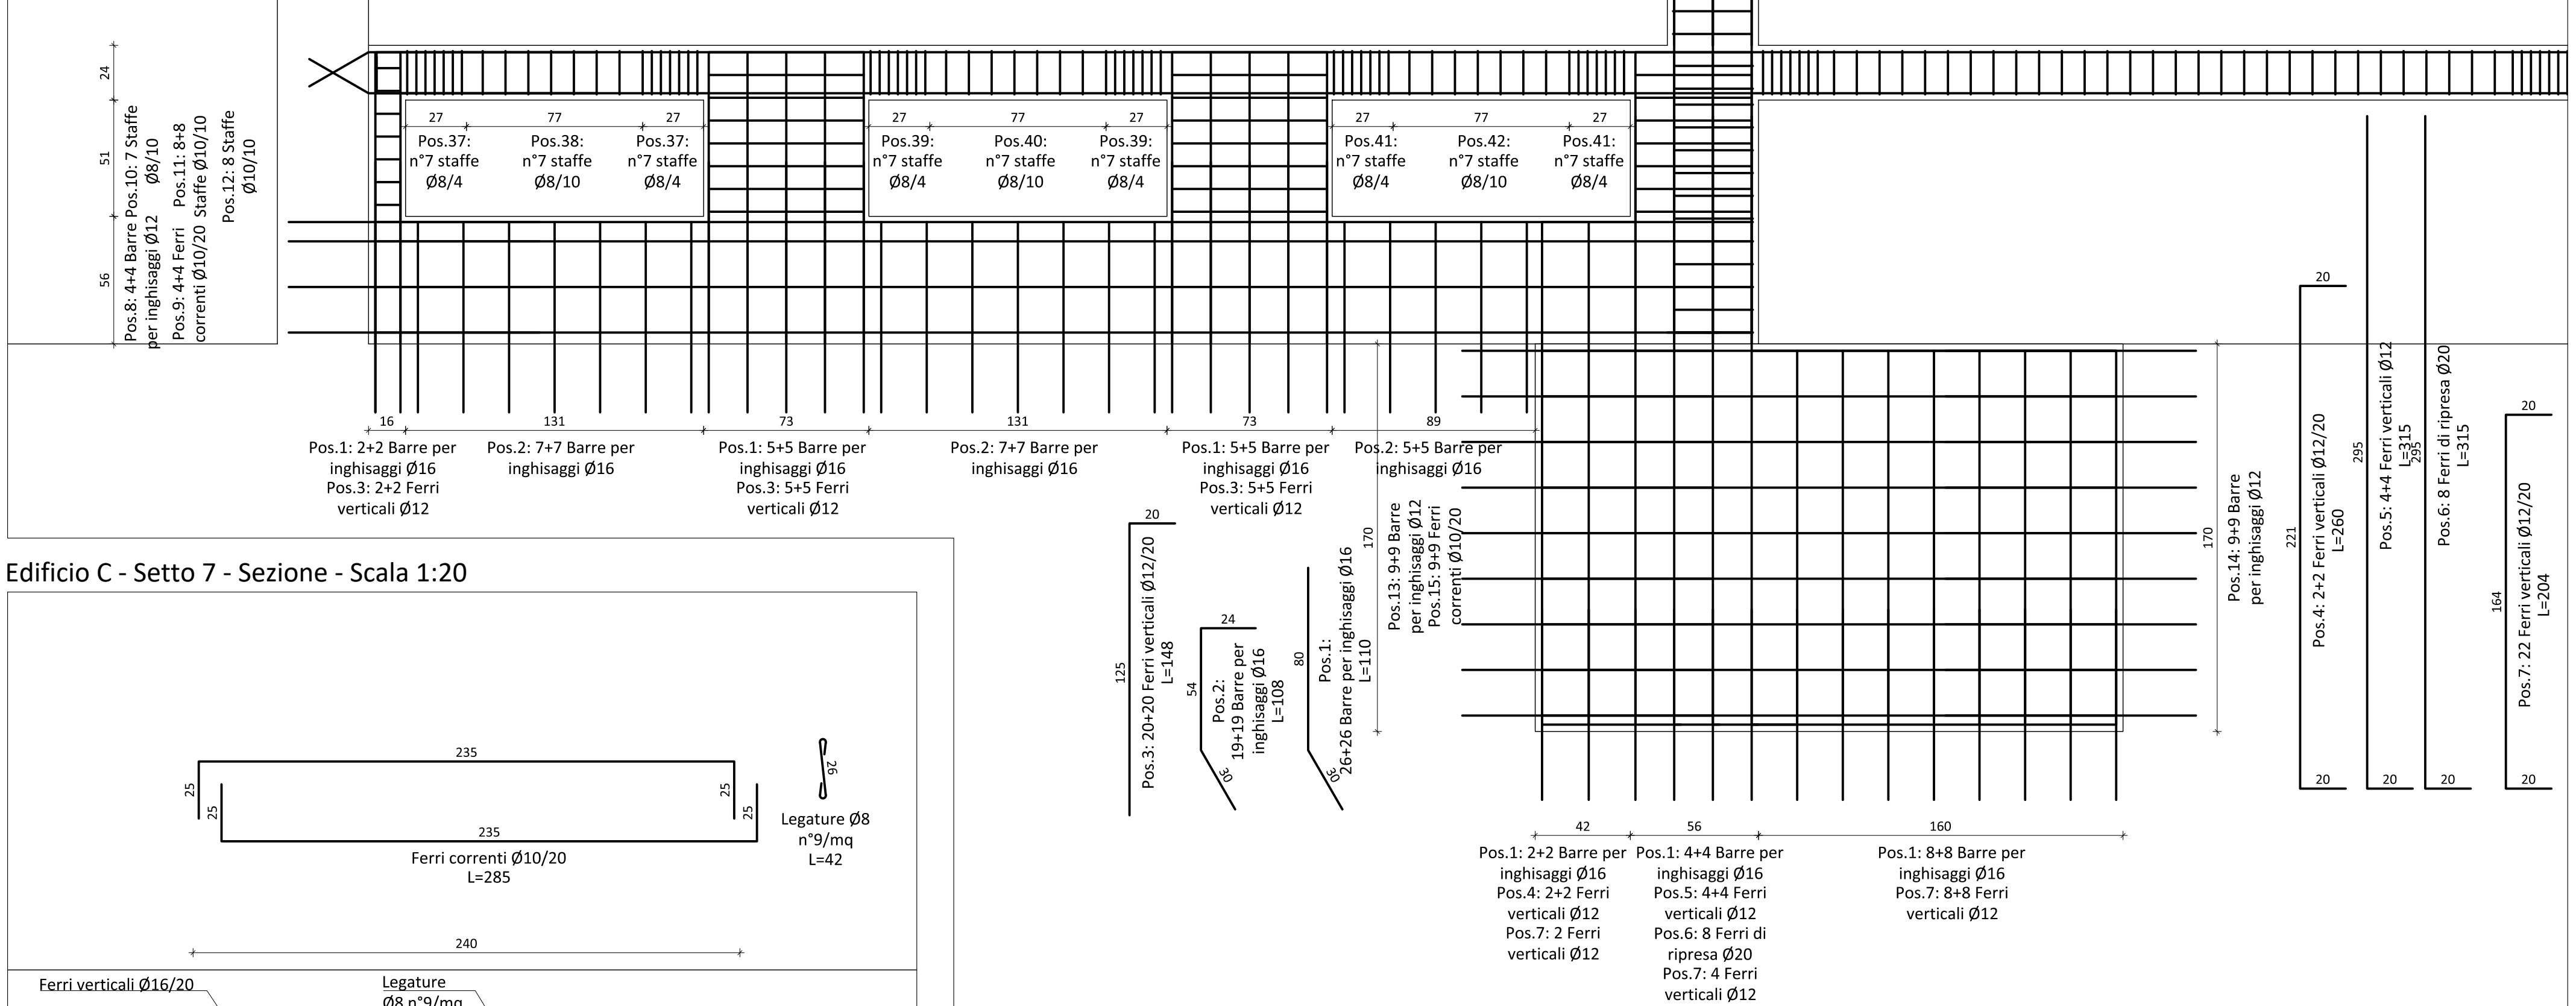 24
51
56
Pos.8: 4+4 Barre
per inghisaggi Ø12
Pos.10: 7 Staffe
Ø8/10
Pos.9: 4+4 Ferri
correnti Ø10/20
Pos.11: 8+8
Staffe Ø10/10
Pos.12: 8 Staffe
Ø10/10
27
77
27
Pos.37:
n°7 staffe
Ø8/4
Pos.38:
n°7 staffe
Ø8/10
Pos.37:
n°7 staffe
Ø8/4
27
77
27
Pos.39:
n°7 staffe
Ø8/4
Pos.40:
n°7 staffe
Ø8/10
Pos.39:
n°7 staffe
Ø8/4
27
77
27
Pos.41:
n°7 staffe
Ø8/4
Pos.42:
n°7 staffe
Ø8/10
Pos.41:
n°7 staffe
Ø8/4
16
131
73
131
73
89
Pos.1: 2+2 Barre per
inghisaggi Ø16
Pos.3: 2+2 Ferri
verticali Ø12
Pos.2: 7+7 Barre per
inghisaggi Ø16
Pos.1: 5+5 Barre per
inghisaggi Ø16
Pos.3: 5+5 Ferri
verticali Ø12
Pos.2: 7+7 Barre per
inghisaggi Ø16
Pos.1: 5+5 Barre per
inghisaggi Ø16
Pos.3: 5+5 Ferri
verticali Ø12
Pos.2: 5+5 Barre per
inghisaggi Ø16
20
125
Pos.3: 20+20 Ferri verticali Ø12/20
L=148
24
54
30
Pos.2:
19+19 Barre per
inghisaggi Ø16
L=108
80
30
Pos.1:
26+26 Barre per inghisaggi Ø16
L=110
170
Pos.13: 9+9 Barre
per inghisaggi Ø12
Pos.15: 9+9 Ferri
correnti Ø10/20
170
Pos.14: 9+9 Barre
per inghisaggi Ø12
20
221
20
Pos.4: 2+2 Ferri verticali Ø12/20
L=260
295
20
Pos.5: 4+4 Ferri verticali Ø12
L=315
295
20
Pos.6: 8 Ferri di ripresa Ø20
L=315
20
164
20
Pos.7: 22 Ferri verticali Ø12/20
L=204
42
56
160
Pos.1: 2+2 Barre per
inghisaggi Ø16
Pos.4: 2+2 Ferri
verticali Ø12
Pos.7: 2 Ferri
verticali Ø12
Pos.1: 4+4 Barre per
inghisaggi Ø16
Pos.5: 4+4 Ferri
verticali Ø12
Pos.6: 8 Ferri di
ripresa Ø20
Pos.7: 4 Ferri
verticali Ø12
Pos.1: 8+8 Barre per
inghisaggi Ø16
Pos.7: 8+8 Ferri
verticali Ø12
Edificio C - Setto 7 - Sezione - Scala 1:20
235
25
25
25
25
235
Ferri correnti Ø10/20
L=285
26
Legature Ø8
n°9/mq
L=42
240
Ferri verticali Ø16/20
Legature
Ø8 n°9/mq